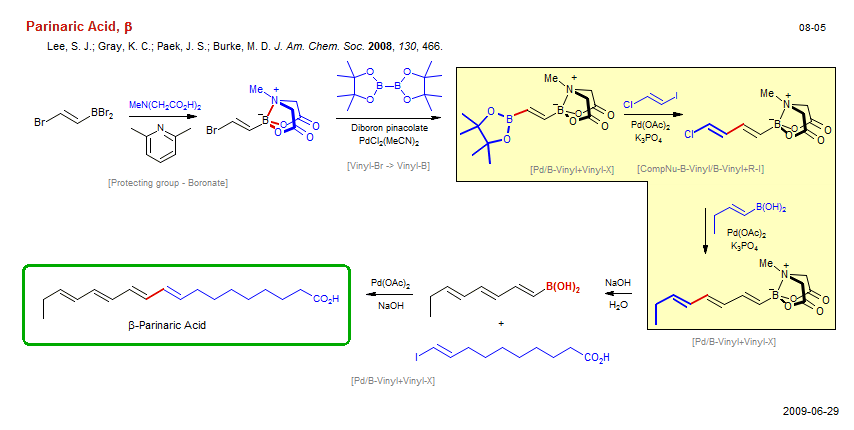 Parinaric Acid, β
08-05
Lee, S. J.; Gray, K. C.; Paek, J. S.; Burke, M. D. J. Am. Chem. Soc. 2008, 130, 466.
Br
BBr2
MeN(CH2CO2H)2
N
[Protecting group - Boronate]
Me
+
N
−
B
O
O
O
O
Br
O
O
B
B
O
O
Diboron pinacolate
PdCl2(MeCN)2
[Vinyl-Br -> Vinyl-B]
O
B
O
Me
+
N
−
B
O
O
O
O
[Pd/B-Vinyl+Vinyl-X]
Cl
I
Pd(OAc)2
K3PO4
[CompNu-B-Vinyl/B-Vinyl+R-I]
Me
+
N
−
B
O
O
O
O
Cl
B(OH)2
Pd(OAc)2
K3PO4
Me
+
N
−
B
O
O
O
O
[Pd/B-Vinyl+Vinyl-X]
NaOH
H2O
B(OH)2
+
I
CO2H
Pd(OAc)2
NaOH
[Pd/B-Vinyl+Vinyl-X]
CO2H
β-Parinaric Acid
2009-06-29